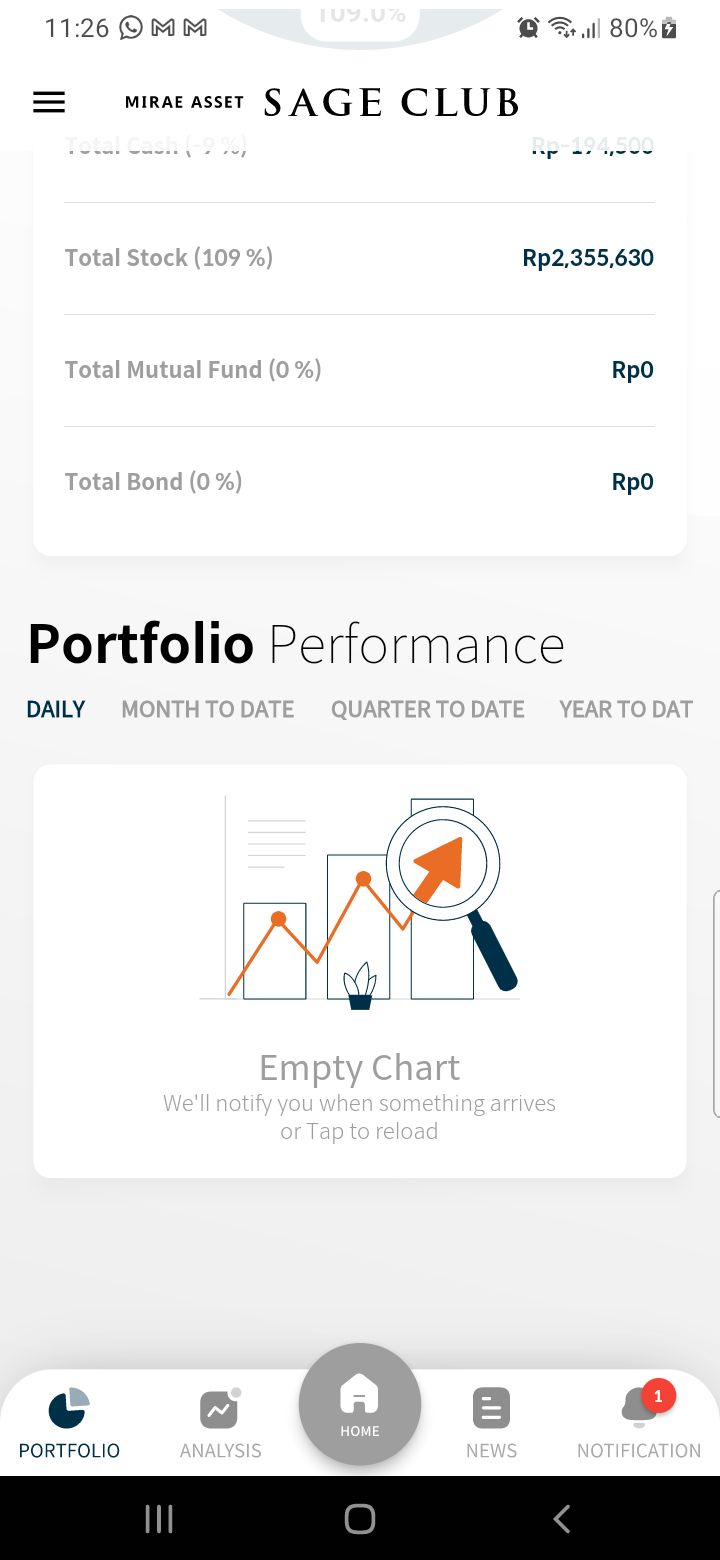 11:26
80%
109.0%
MIRAE ASSET SAGE CLUB
Total Cash (-9 %) Rp-194,500
Total Stock (109 %) Rp2,355,630
Total Mutual Fund (0 %) Rp0
Total Bond (0 %) Rp0
Portfolio Performance
DAILY MONTH TO DATE QUARTER TO DATE YEAR TO DAT
Empty Chart
We'll notify you when something arrives
or Tap to reload
1
HOME
PORTFOLIO ANALYSIS NEWS NOTIFICATION